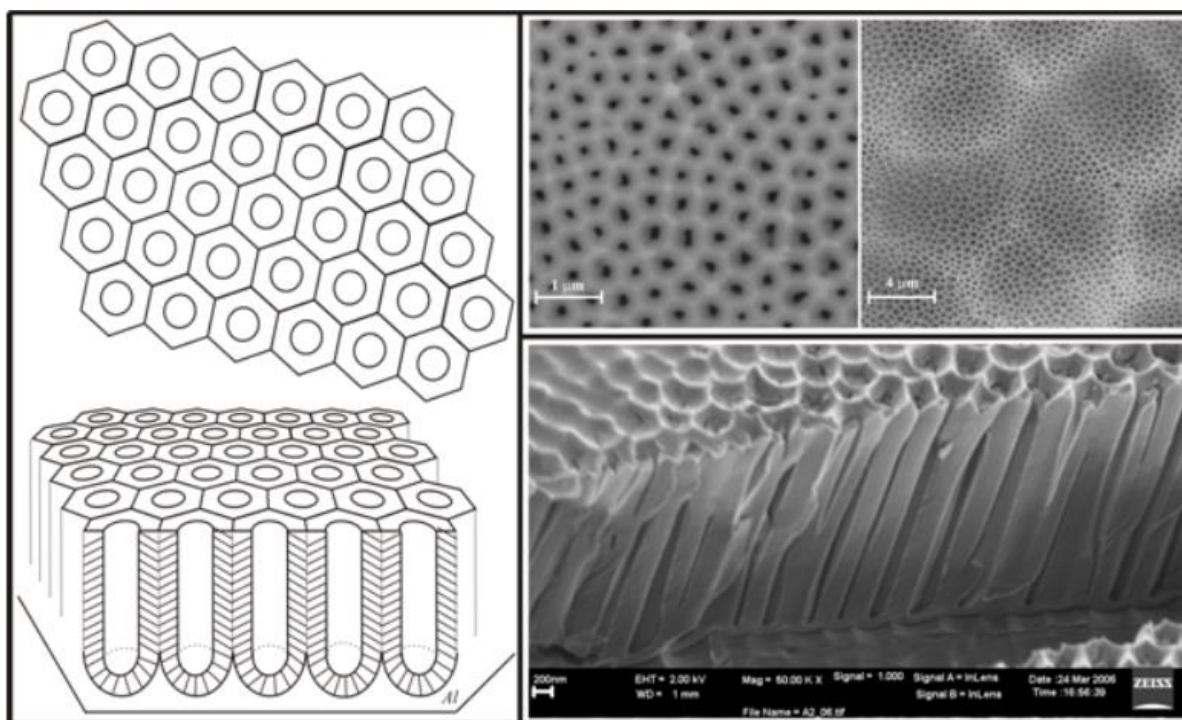 1 μm
4 μm
Al
200nm
EHT = 2.00 kV
Mag = 50.00 K X
Signal = 1.000
Signal A = InLens
Date :24 Mar 2006
WD = 1 mm
Signal B = InLens
Time :16:56:39
ZEISS
File Name = A2_06.tif